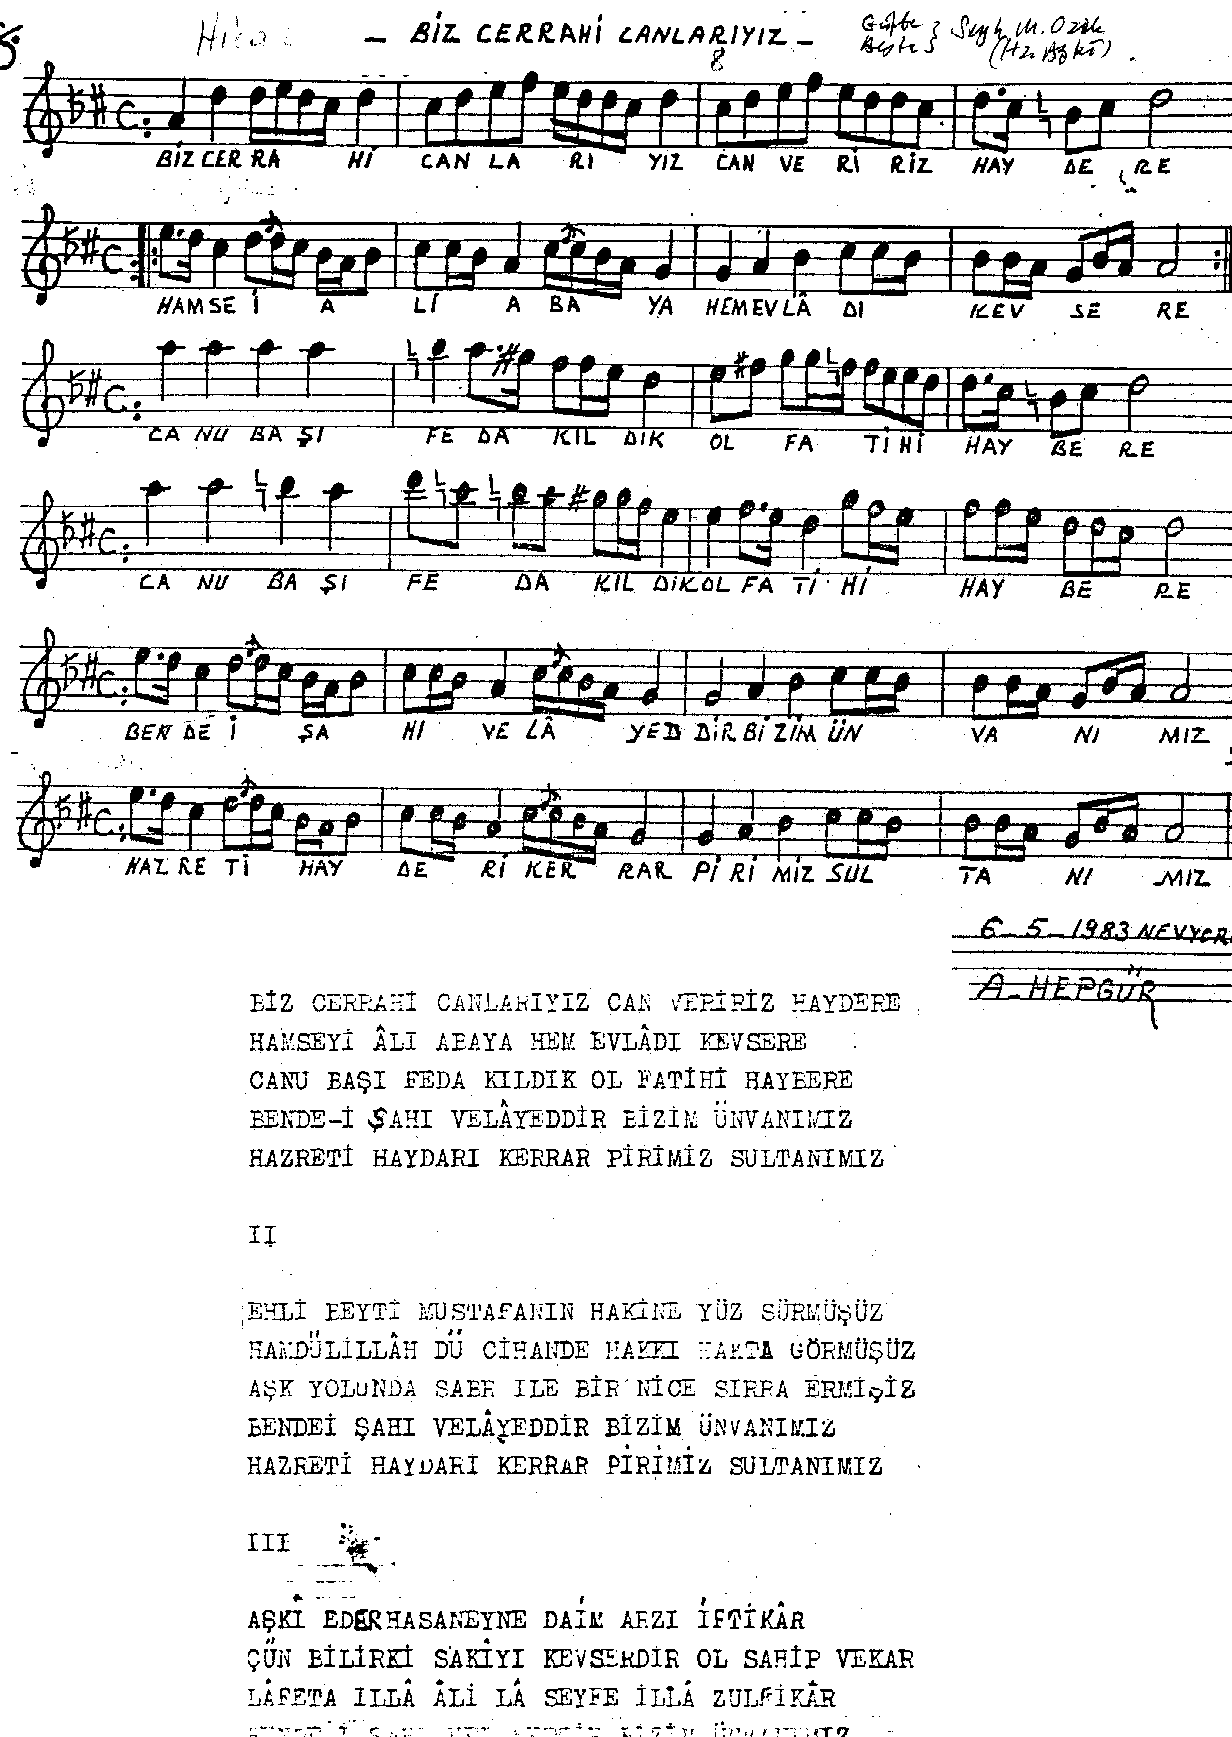 - BİZ CERRAHİ CANLARIYIZ -
Güfte Beste } Şeyh M. Ozak
8
BİZ CER RA Hİ CAN LA RI YIZ CAN VE Rİ RİZ HAY DE RE
HAM SE İ A LI A BA YA HEM EV LÂ DI KEV SE RE
CA NU BA ŞI FE DA KIL DIK OL FA TİHİ HAY BE RE
CA NU BA ŞI FE DA KIL DIK OL FA Tİ Hİ HAY BE RE
BEN DE İ ŞA HI VE LÂ YED DİR Bİ ZİM ÜN VA NI MIZ
HAZ RE Tİ HAY DE Rİ KER RAR Pİ Rİ MİZ SUL TA NI MIZ
6-5-1983 NEVYORK
A-HEPGÜR
BİZ CERRAHİ CANLARIYIZ CAN VERİRİZ HAYDERE
HAMSEYİ ÂLI ABAYA HEM EVLÂDI KEVSERE
CANU BAŞI FEDA KILDIK OL FATİHİ HAYBERE
BENDE-İ ŞAHI VELÂYEDDİR BİZİM ÜNVANIMIZ
HAZRETİ HAYDARI KERRAR PİRİMİZ SULTANIMIZ
II
EHLİ BEYTİ MUSTAFANIN HAKİNE YÜZ SÜRMÜŞÜZ
HAMDÜLİLLÂH DÜ CİHANDE HAKKI HAKTA GÖRMÜŞÜZ
AŞK YOLUNDA SABR ILE BİR NİCE SIRRA ERMİŞİZ
BENDEİ ŞAHI VELÂYEDDİR BİZİM ÜNVANIMIZ
HAZRETİ HAYDARI KERRAR PİRİMİZ SULTANIMIZ
III
AŞKÎ EDER HASANEYNE DAİM ARZI İFTİKÂR
ÇÜN BİLİRKİ SAKÎYI KEVSERDİR OL SAHİP VEKAR
LÂFETA ILLÂ ÂLİ LÂ SEYFE İLLÂ ZULFİKÂR